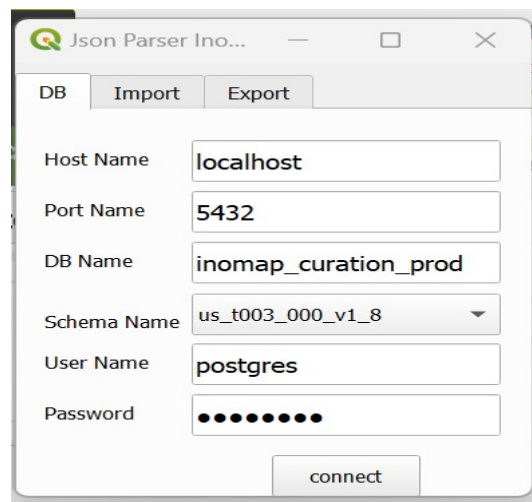 Json Parser Ino...
DB Import Export
Host Name localhost
Port Name 5432
DB Name inomap_curation_prod
Schema Name us_t003_000_v1_8
User Name postgres
Password ●●●●●●●●
connect